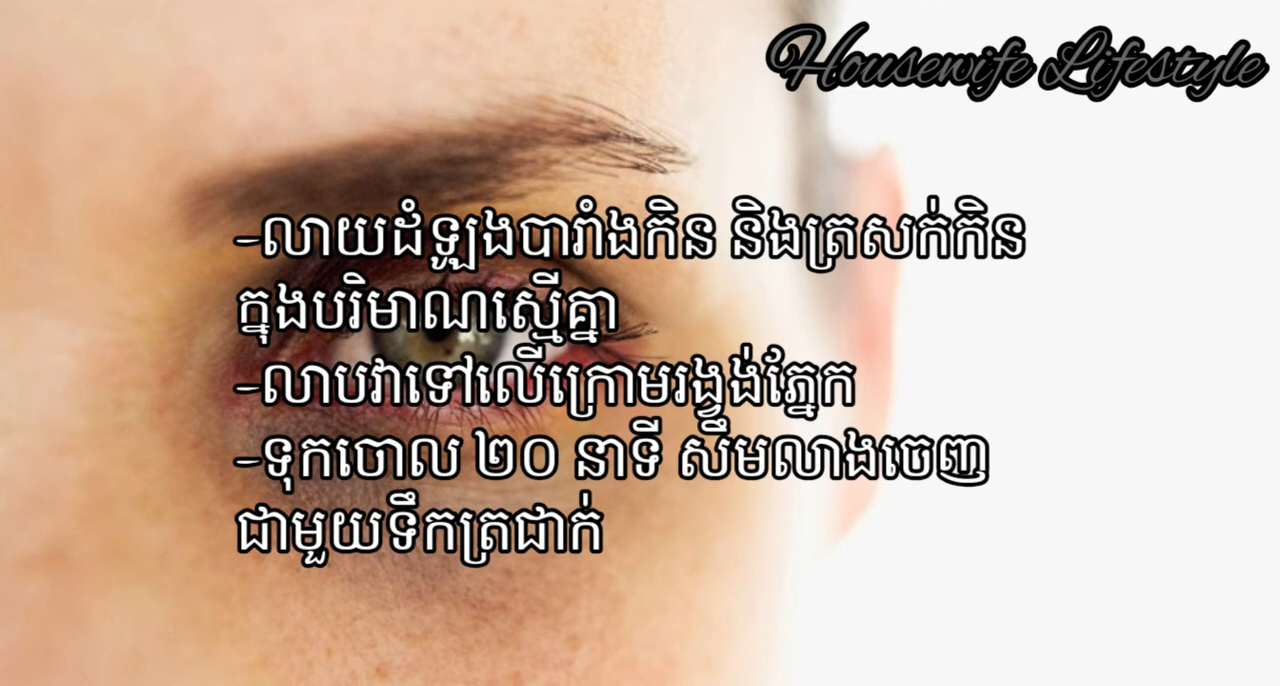 Housewife Lifestyle
-លាយដំឡូងបារាំងកិន និងត្រសក់កិន
ក្នុងបរិមាណស្មើគ្នា
-លាបវាទៅលើក្រោមរង្វង់ភ្នែក
-ទុកចោល ២០ នាទី សឹមលាងចេញ
ជាមួយទឹកត្រជាក់